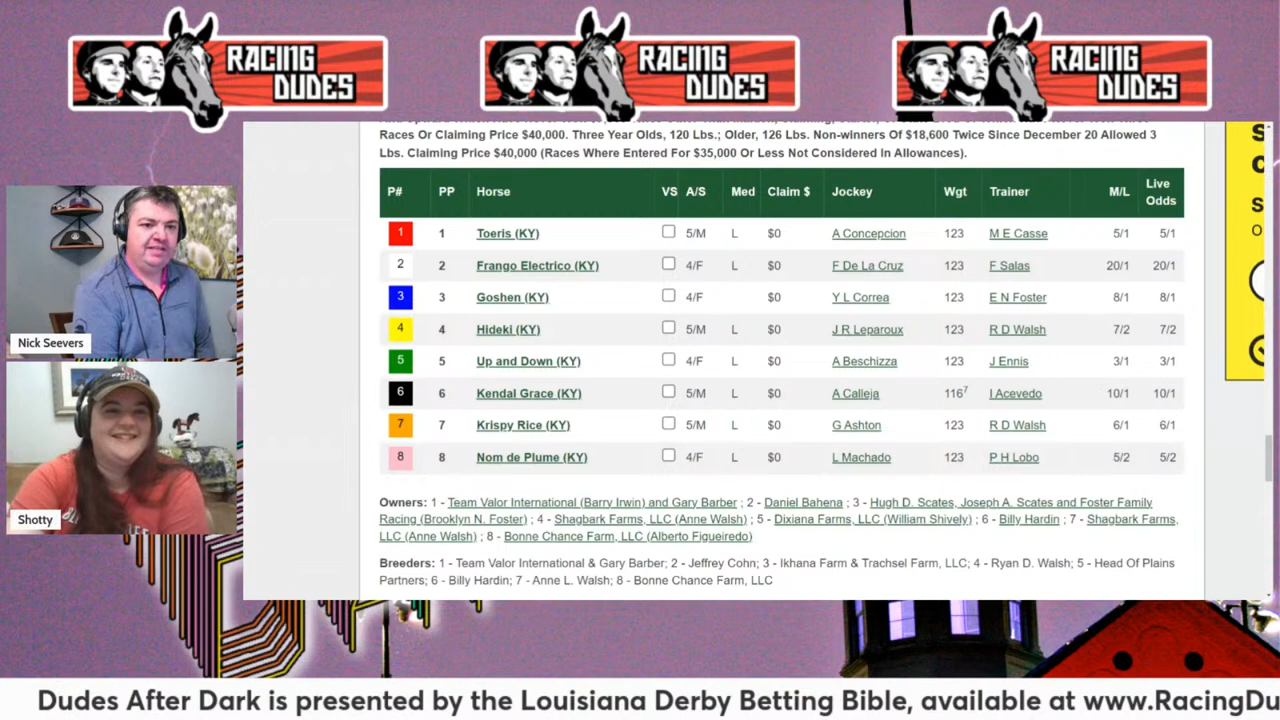 RACING
DUDES
RACING
DUDES
RACING
DUDES
Races Or Claiming Price $40,000. Three Year Olds, 120 Lbs.; Older, 126 Lbs. Non-winners Of $18,600 Twice Since December 20 Allowed 3
Lbs. Claiming Price $40,000 (Races Where Entered For $35,000 Or Less Not Considered In Allowances).
P# PP Horse VS A/S Med Claim $ Jockey Wgt Trainer M/L Live Odds
1 1 Toeris (KY) 5/M L $0 A Concepcion 123 M E Casse 5/1 5/1
2 2 Frango Electrico (KY) 4/F L $0 F De La Cruz 123 F Salas 20/1 20/1
3 3 Goshen (KY) 4/F L $0 Y L Correa 123 E N Foster 8/1 8/1
4 4 Hideki (KY) 5/M L $0 J R Leparoux 123 R D Walsh 7/2 7/2
5 5 Up and Down (KY) 4/F L $0 A Beschizza 123 J Ennis 3/1 3/1
6 6 Kendal Grace (KY) 5/M L $0 A Calleja 116⁷ I Acevedo 10/1 10/1
7 7 Krispy Rice (KY) 5/M L $0 G Ashton 123 R D Walsh 6/1 6/1
8 8 Nom de Plume (KY) 4/F L $0 L Machado 123 P H Lobo 5/2 5/2
Owners: 1 - Team Valor International (Barry Irwin) and Gary Barber ; 2 - Daniel Bahena ; 3 - Hugh D. Scates, Joseph A. Scates and Foster Family
Racing (Brooklyn N. Foster) ; 4 - Shagbark Farms, LLC (Anne Walsh) ; 5 - Dixiana Farms, LLC (William Shively) ; 6 - Billy Hardin ; 7 - Shagbark Farms,
LLC (Anne Walsh) ; 8 - Bonne Chance Farm, LLC (Alberto Figueiredo)
Breeders: 1 - Team Valor International & Gary Barber; 2 - Jeffrey Cohn; 3 - Ikhana Farm & Trachsel Farm, LLC; 4 - Ryan D. Walsh; 5 - Head Of Plains
Partners; 6 - Billy Hardin; 7 - Anne L. Walsh; 8 - Bonne Chance Farm, LLC
Nick Seevers
Shotty
Dudes After Dark is presented by the Louisiana Derby Betting Bible, available at www.RacingDu